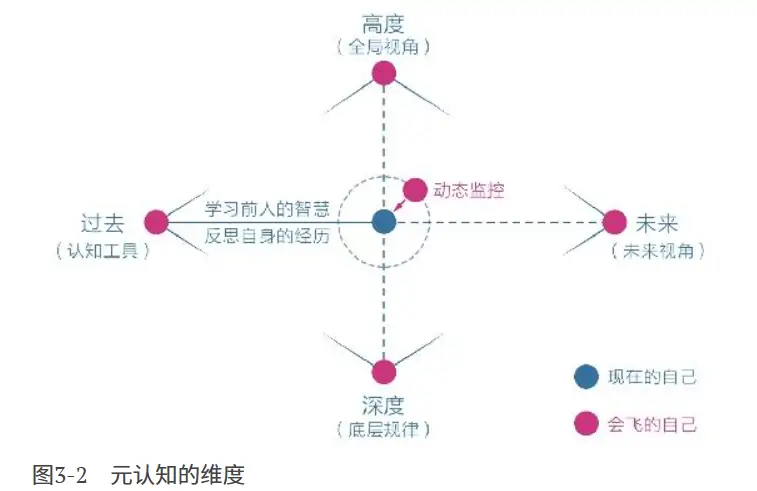 高度
（全局视角）
动态监控
学习前人的智慧
过去
未来
反思自身的经历
（认知工具）
（未来视角）
现在的自己
深度
（底层规律）
会飞的自己
图3-2 元认知的维度